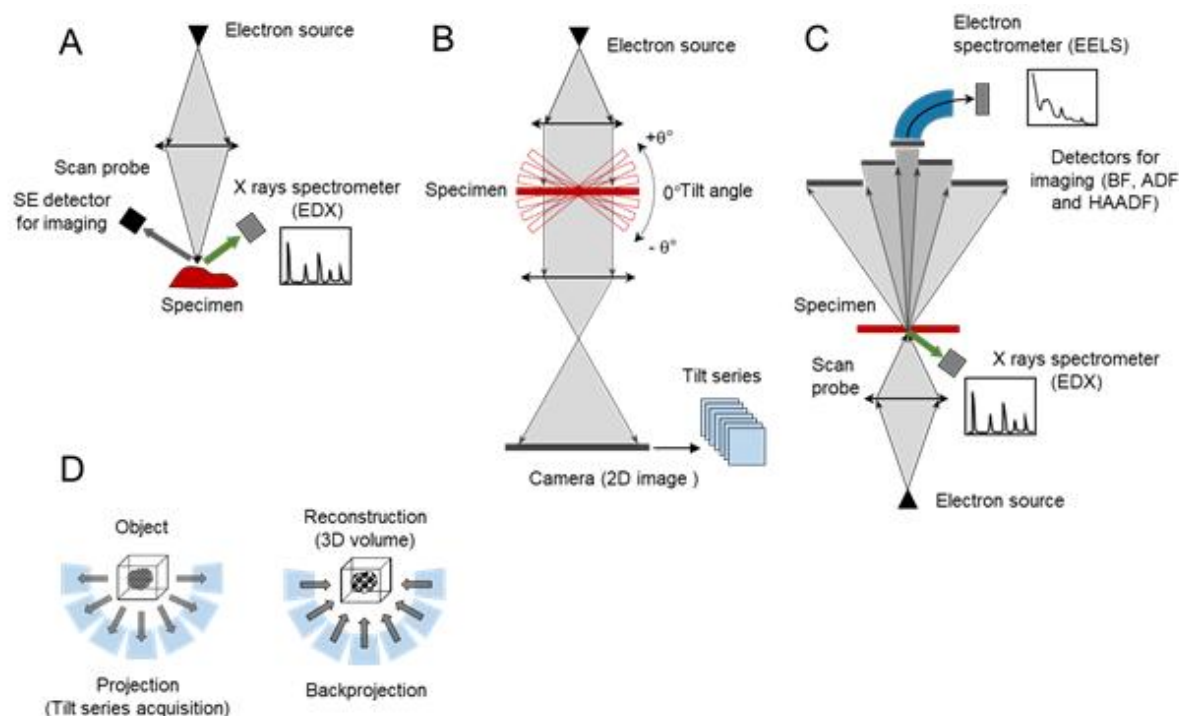 A
Electron source
Scan probe
SE detector
for imaging
X rays spectrometer
(EDX)
Specimen
B
Electron source
+θ°
Specimen
0°Tilt angle
- θ°
Tilt series
Camera (2D image )
C
Electron
spectrometer (EELS)
Detectors for
imaging (BF, ADF
and HAADF)
Specimen
Scan
probe
X rays spectrometer
(EDX)
Electron source
D
Object
Projection
(Tilt series acquisition)
Reconstruction
(3D volume)
Backprojection